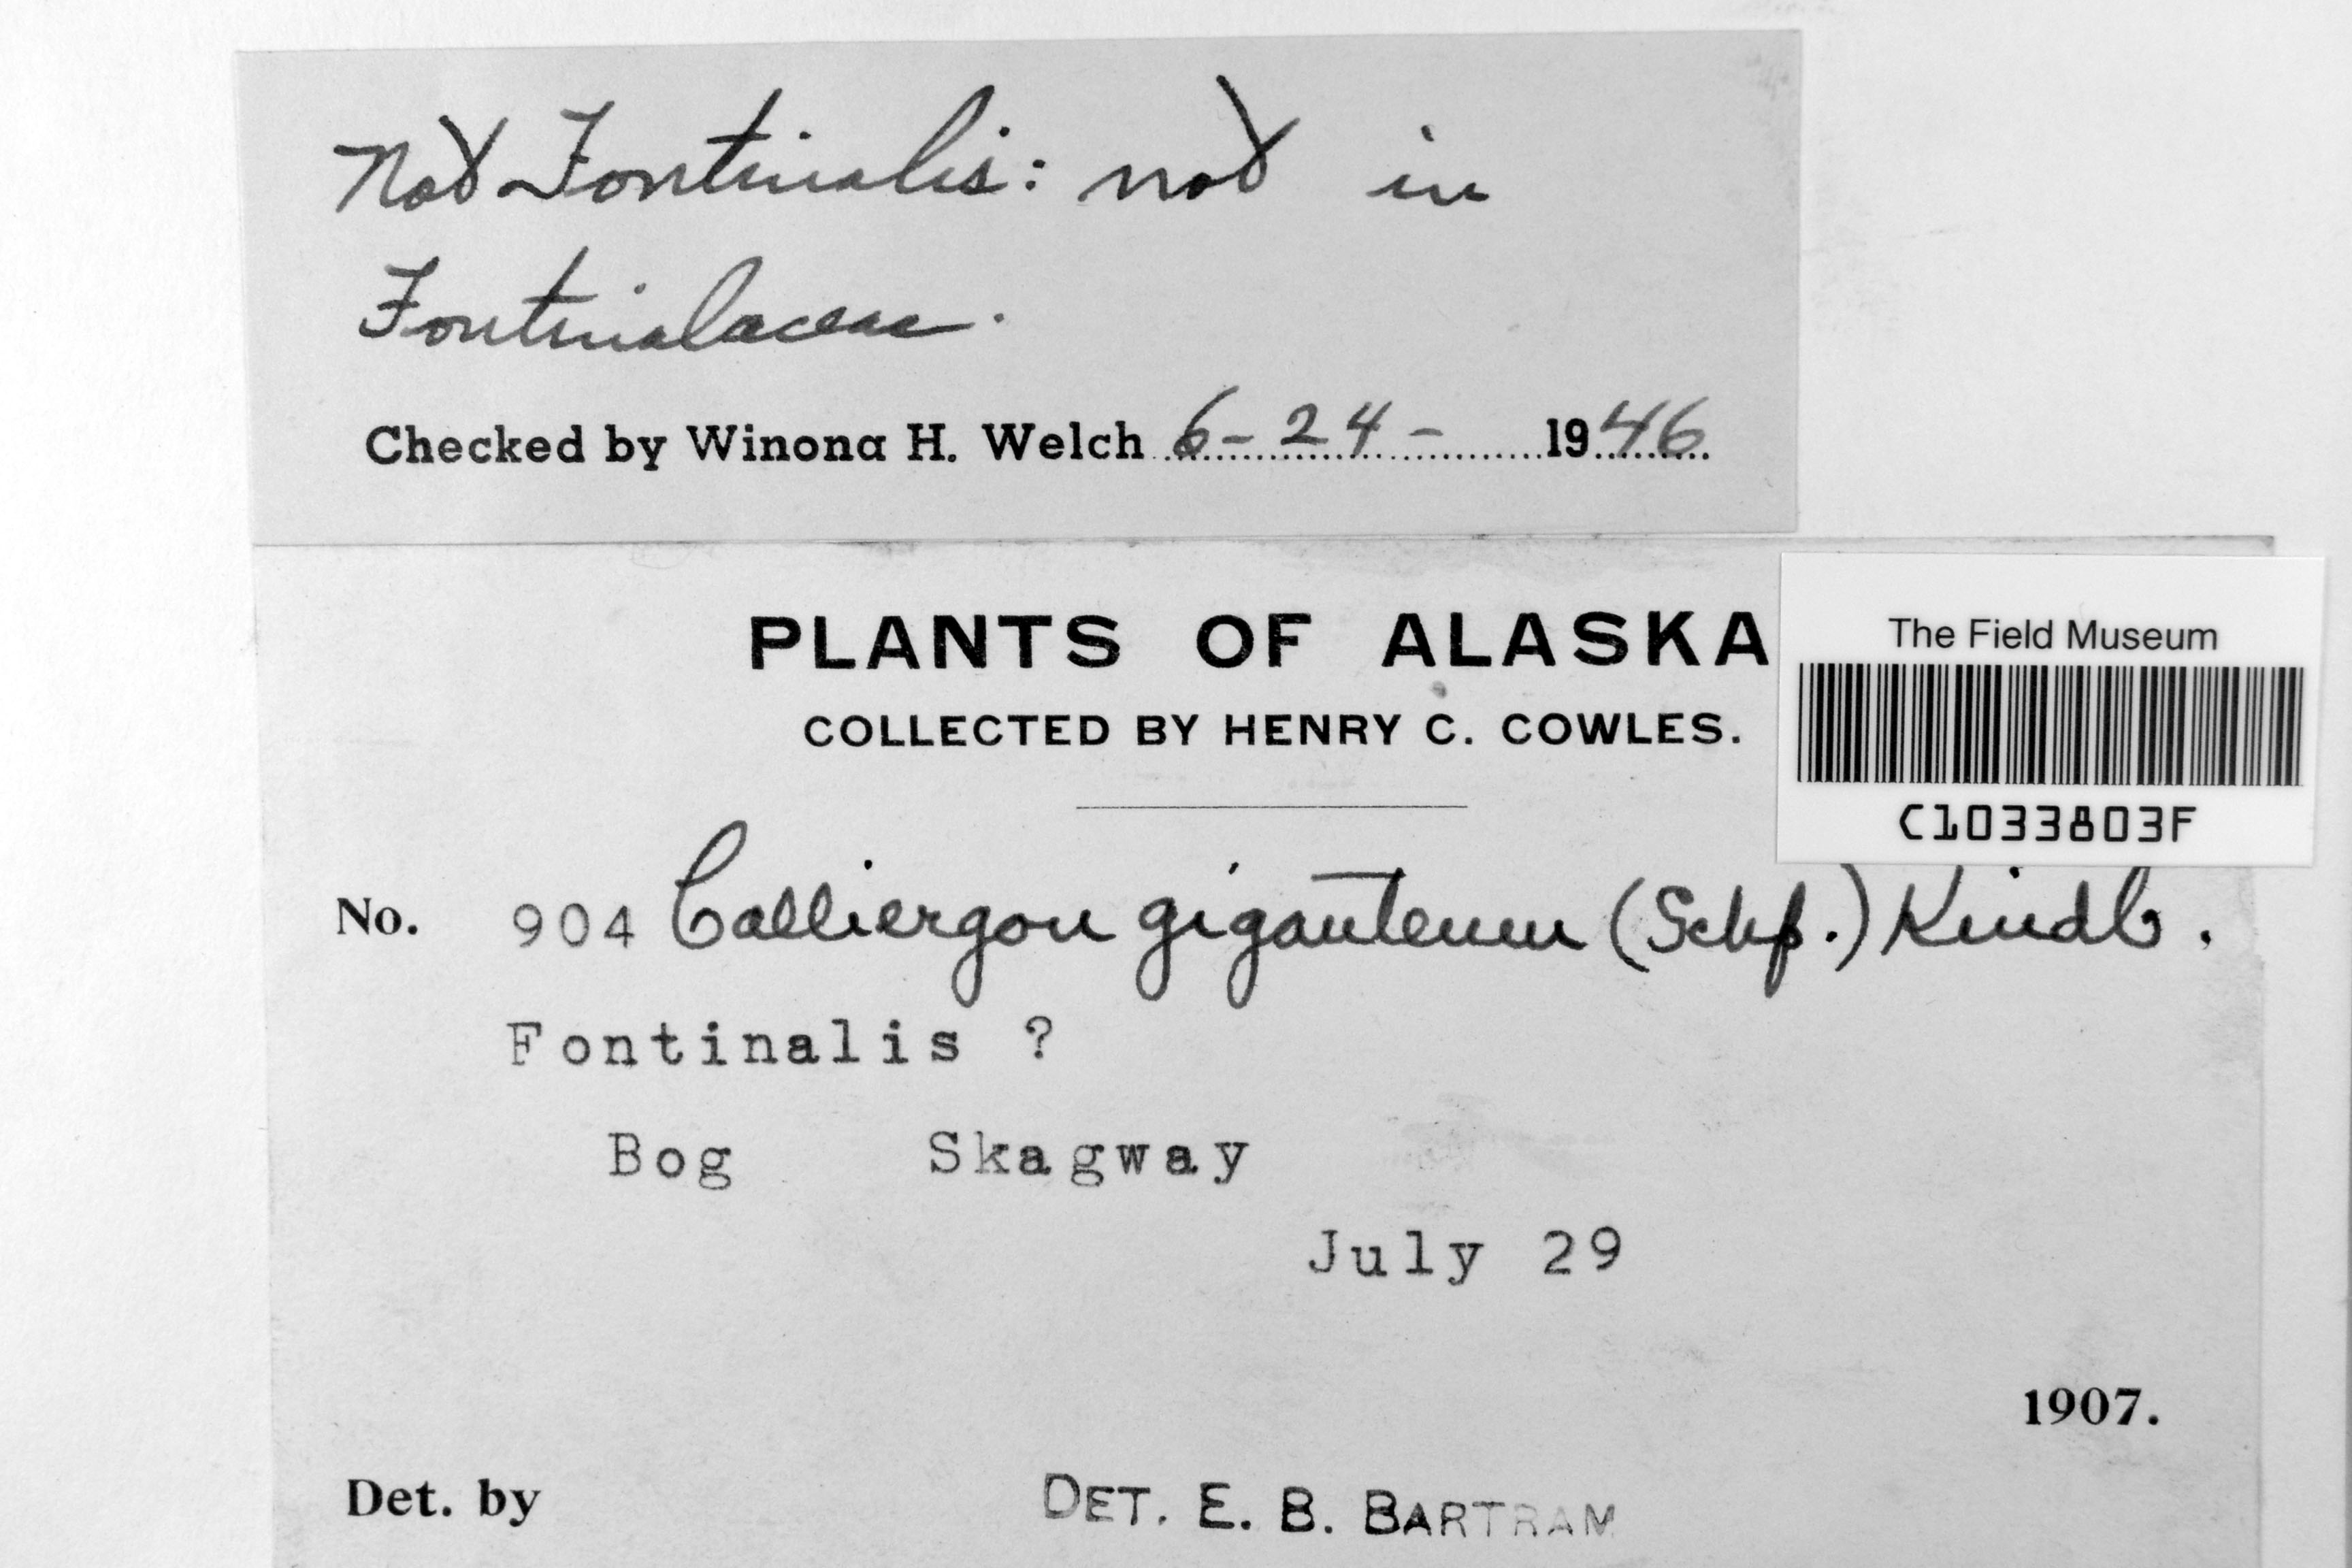 Not Fontinalis: not in
Fontinalaceae.
Checked by Winona H. Welch 6-24- 1946
PLANTS OF ALASKA
COLLECTED BY HENRY C. COWLES.
The Field Museum
C1033803F
No. 904 Calliergon giganteum (Schp.) Kindb.
Fontinalis ?
Bog Skagway
July 29
1907.
Det. by DET. E. B. BARTRAM